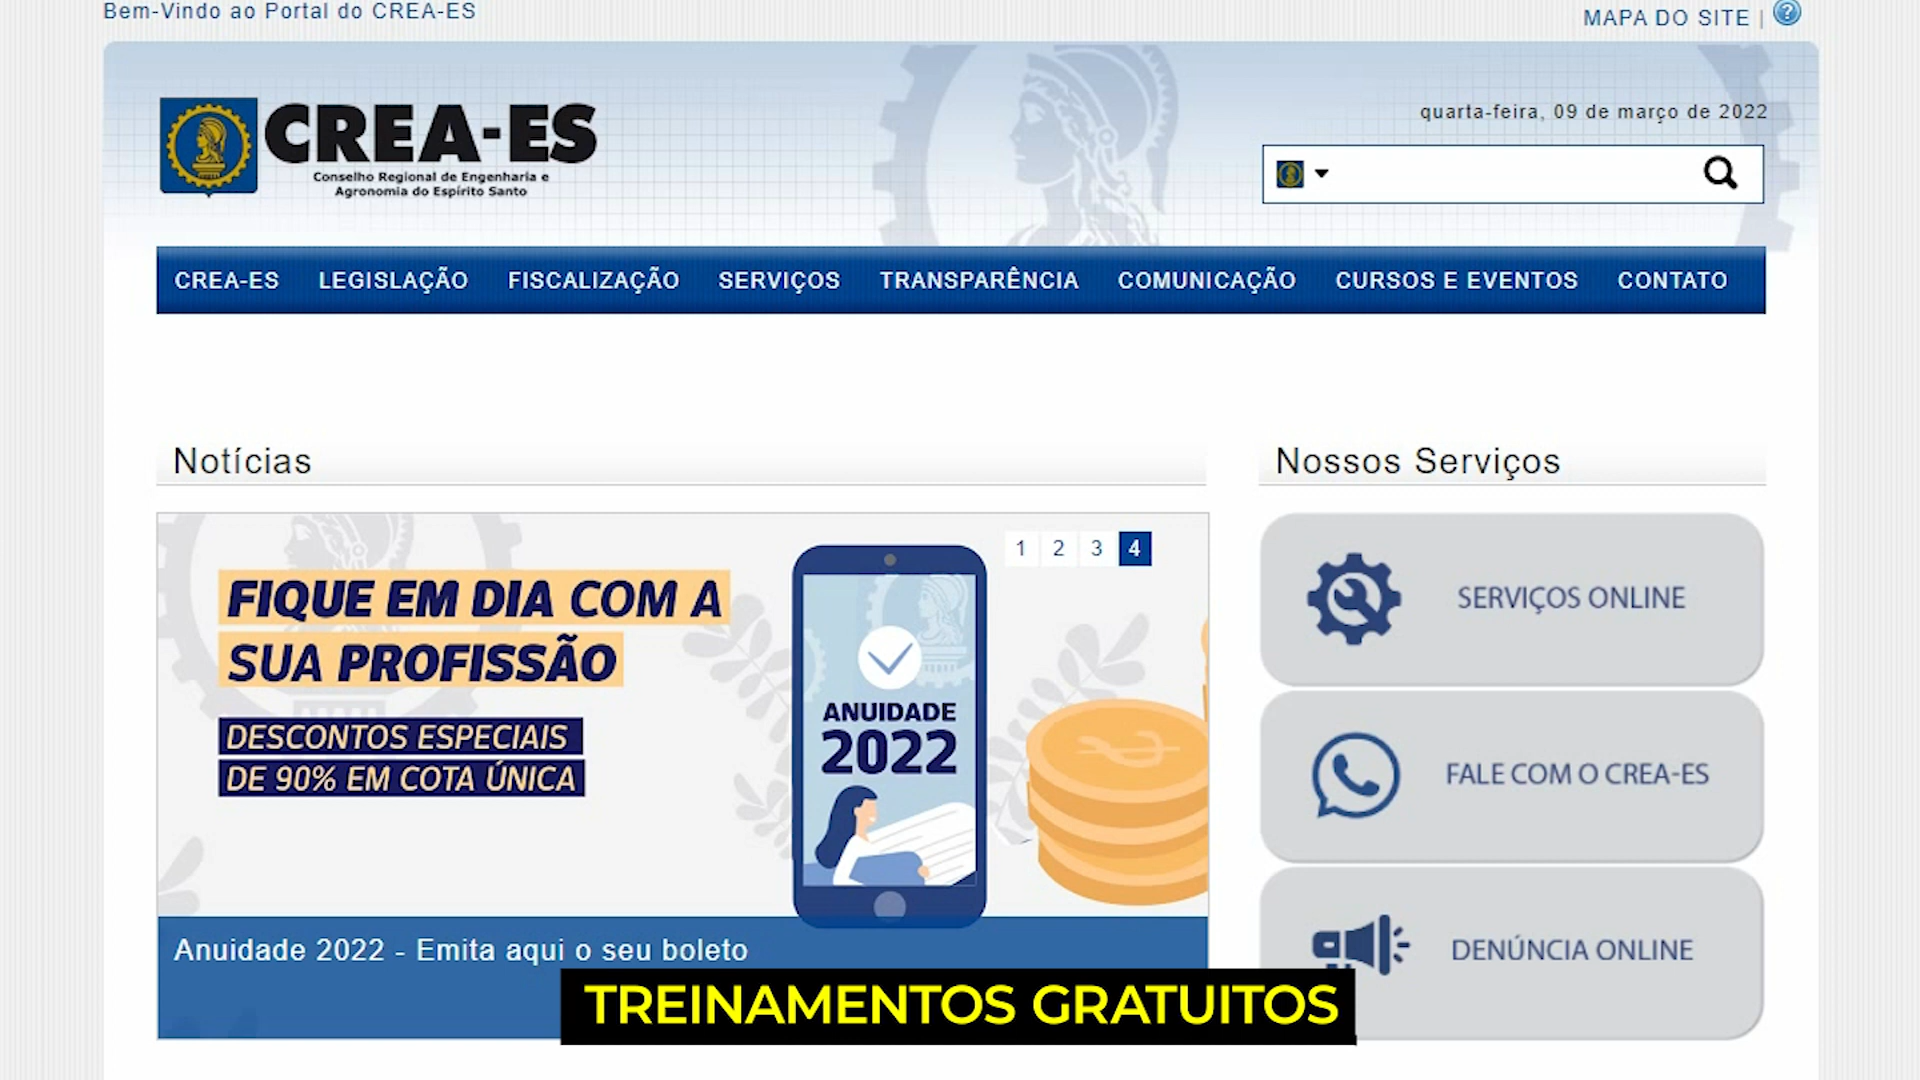 Bem-Vindo ao Portal do CREA-ES
MAPA DO SITE |
CREA-ES
Conselho Regional de Engenharia e
Agronomia do Espírito Santo
quarta-feira, 09 de março de 2022
CREA-ES LEGISLAÇÃO FISCALIZAÇÃO SERVIÇOS TRANSPARÊNCIA COMUNICAÇÃO CURSOS E EVENTOS CONTATO
Notícias
1 2 3 4
FIQUE EM DIA COM A
SUA PROFISSÃO
DESCONTOS ESPECIAIS
DE 90% EM COTA ÚNICA
ANUIDADE
2022
Anuidade 2022 - Emita aqui o seu boleto
Nossos Serviços
SERVIÇOS ONLINE
FALE COM O CREA-ES
DENÚNCIA ONLINE
TREINAMENTOS GRATUITOS